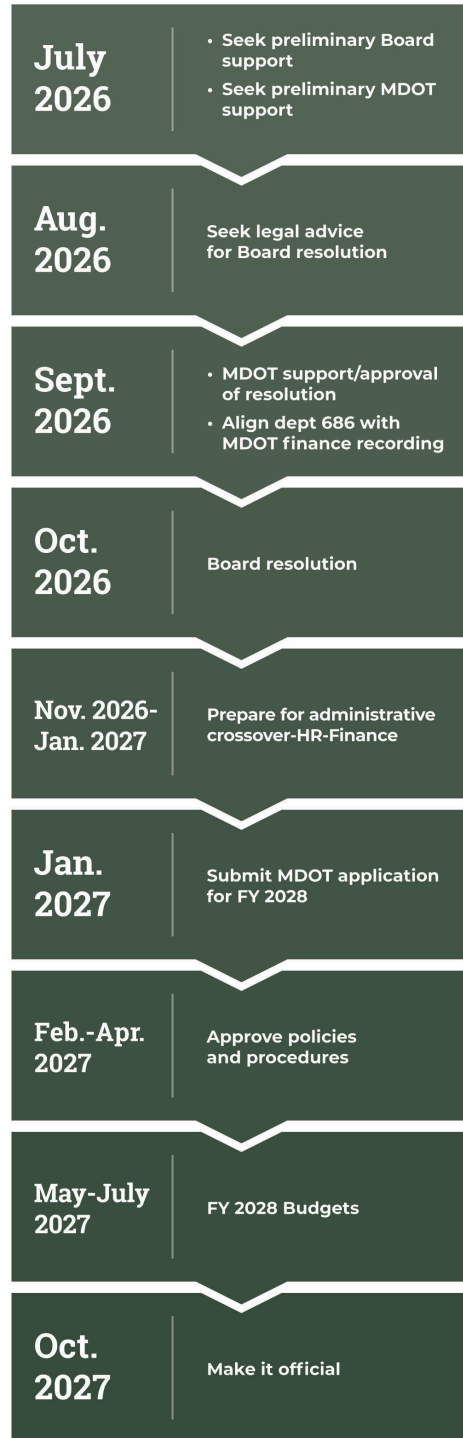 July
2026
• Seek preliminary Board
support
• Seek preliminary MDOT
support
Aug.
2026
Seek legal advice
for Board resolution
Sept.
2026
• MDOT support/approval
of resolution
• Align dept 686 with
MDOT finance recording
Oct.
2026
Board resolution
Nov. 2026-
Jan. 2027
Prepare for administrative
crossover-HR-Finance
Jan.
2027
Submit MDOT application
for FY 2028
Feb.-Apr.
2027
Approve policies
and procedures
May-July
2027
FY 2028 Budgets
Oct.
2027
Make it official